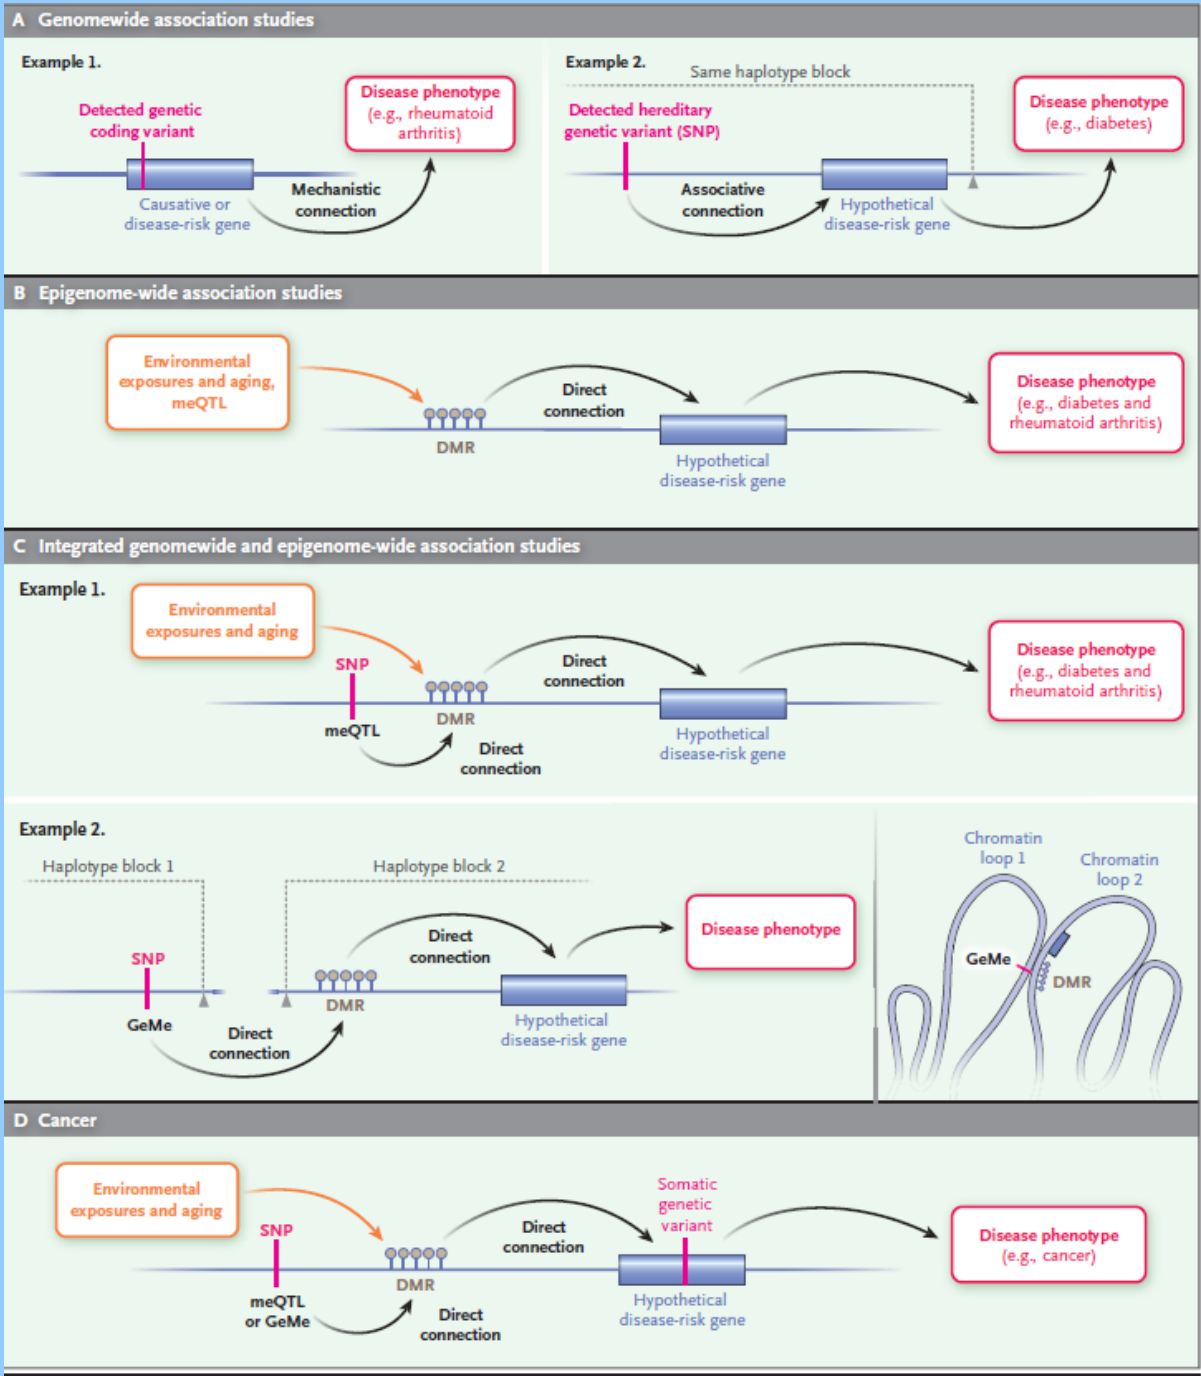 A Genomewide association studies
Example 1.
Detected genetic
coding variant
Disease phenotype
(e.g., rheumatoid
arthritis)
Mechanistic
connection
Causative or
disease-risk gene
Example 2.
Same haplotype block
Detected hereditary
genetic variant (SNP)
Disease phenotype
(e.g., diabetes)
Associative
connection
Hypothetical
disease-risk gene
B Epigenome-wide association studies
Environmental
exposures and aging,
meQTL
DMR
Direct
connection
Hypothetical
disease-risk gene
Disease phenotype
(e.g., diabetes and
rheumatoid arthritis)
C Integrated genomewide and epigenome-wide association studies
Example 1.
Environmental
exposures and aging
SNP
meQTL
DMR
Direct
connection
Direct
connection
Hypothetical
disease-risk gene
Disease phenotype
(e.g., diabetes and
rheumatoid arthritis)
Example 2.
Haplotype block 1
Haplotype block 2
SNP
GeMe
Direct
connection
DMR
Direct
connection
Hypothetical
disease-risk gene
Disease phenotype
Chromatin
loop 1
Chromatin
loop 2
GeMe
DMR
D Cancer
Environmental
exposures and aging
SNP
meQTL
or GeMe
DMR
Direct
connection
Direct
connection
Somatic
genetic
variant
Hypothetical
disease-risk gene
Disease phenotype
(e.g., cancer)